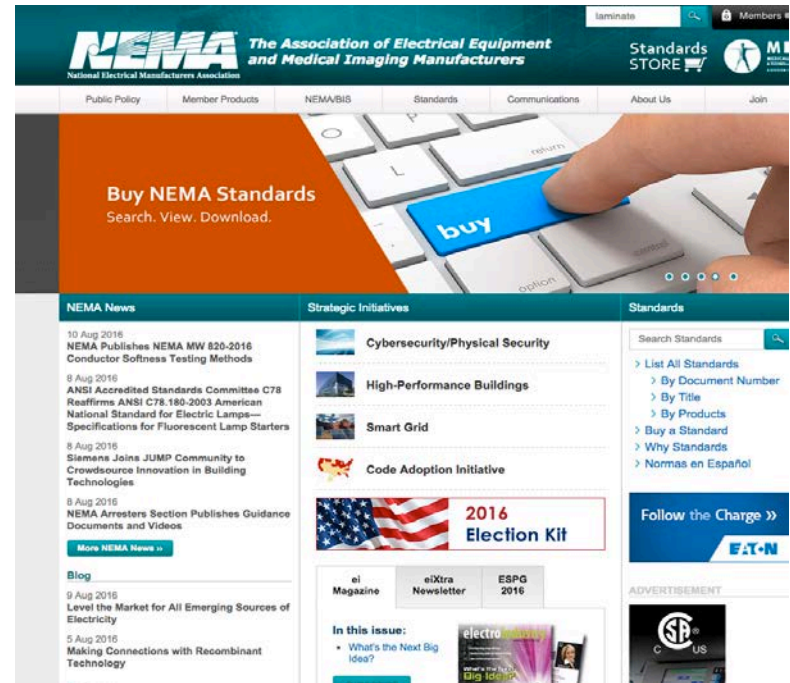 laminate
Members
NEMA
National Electrical Manufacturers Association
The Association of Electrical Equipment
and Medical Imaging Manufacturers
Standards
STORE
Public Policy
Member Products
NEMA/BIS
Standards
Communications
About Us
Join
Buy NEMA Standards
Search. View. Download.
P
O
L
return
buy
control
option
NEMA News
10 Aug 2016
NEMA Publishes NEMA MW 820-2016
Conductor Softness Testing Methods
8 Aug 2016
ANSI Accredited Standards Committee C78
Reaffirms ANSI C78.180-2003 American
National Standard for Electric Lamps—
Specifications for Fluorescent Lamp Starters
8 Aug 2016
Siemens Joins JUMP Community to
Crowdsource Innovation in Building
Technologies
8 Aug 2016
NEMA Arresters Section Publishes Guidance
Documents and Videos
More NEMA News »
Blog
9 Aug 2016
Level the Market for All Emerging Sources of
Electricity
5 Aug 2016
Making Connections with Recombinant
Technology
Strategic Initiatives
Cybersecurity/Physical Security
High-Performance Buildings
Smart Grid
Code Adoption Initiative
2016
Election Kit
ei
Magazine
eiXtra
Newsletter
ESPG
2016
In this issue:
• What's the Next Big
Idea?
electroindustry
Standards
Search Standards
> List All Standards
> By Document Number
> By Title
> By Products
> Buy a Standard
> Why Standards
> Normas en Español
Follow the Charge »
EATON
ADVERTISEMENT
SA
®
C US